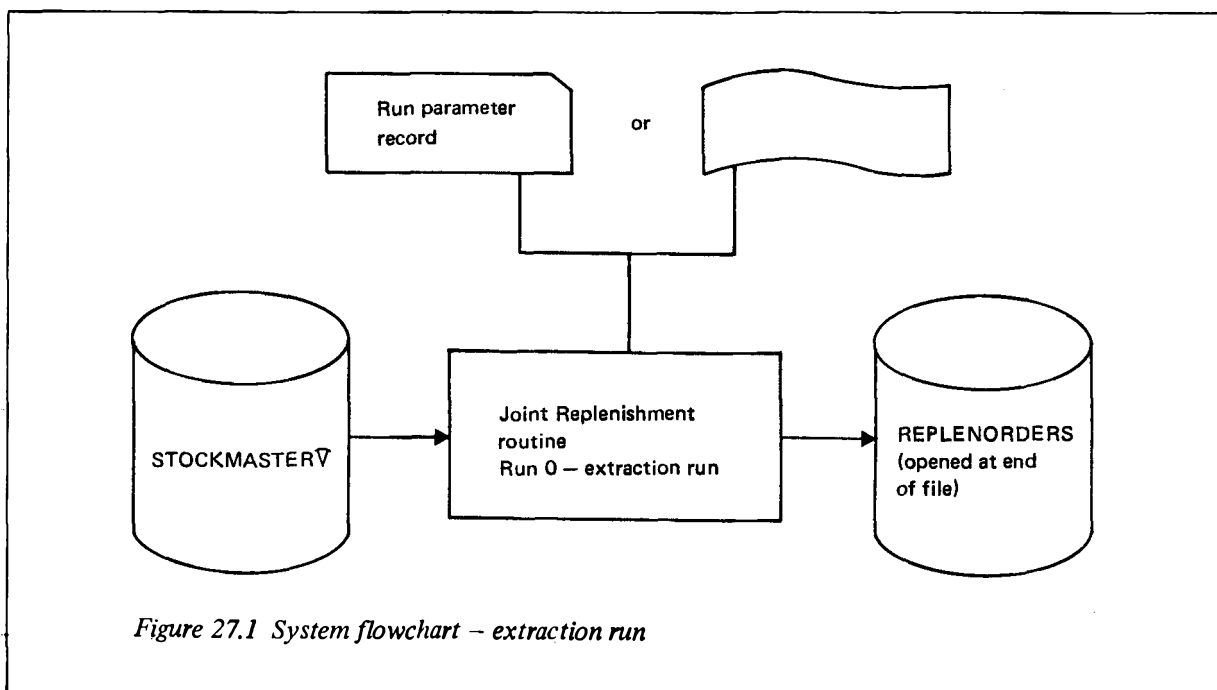 Run parameter
record
or
STOCKMASTER∇
Joint Replenishment
routine
Run 0 – extraction run
REPLENORDERS
(opened at end
of file)
Figure 27.1 System flowchart – extraction run